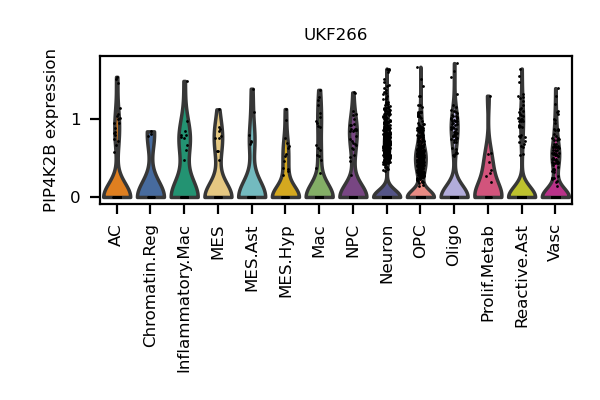 UKF266
PIP4K2B expression
1
0
AC
Chromatin.Reg
Inflammatory.Mac
MES
MES.Ast
MES.Hyp
Mac
NPC
Neuron
OPC
Oligo
Prolif.Metab
Reactive.Ast
Vasc